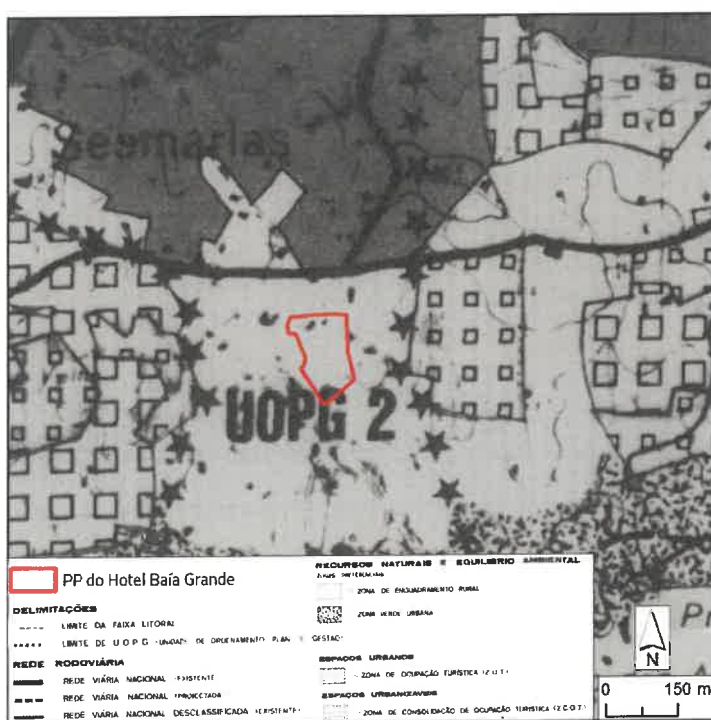 Sesmarias
UOPG 2
PP do Hotel Baía Grande
DELIMITAÇÕES
LIMITE DA FAIXA LITORAL
LIMITE DE U O P G
UNIDADE DE ORDENAMENTO PLAN E GESTÃO
REDE RODOVIÁRIA
REDE VIÁRIA NACIONAL EXISTENTE
REDE VIÁRIA NACIONAL PROJECTADA
REDE VIÁRIA NACIONAL DESCLASSIFICADA (EXISTENTE)
RECURSOS NATURAIS E EQUILIBRIO AMBIENTAL
ZONA DE ENQUADRAMENTO RURAL
ZONA VERDE URBANA
ESPAÇOS URBANOS
ZONA DE OCUPAÇÃO TURÍSTICA (Z.O.T.)
ESPAÇOS URBANIZÁVEIS
ZONA DE CONSOLIDAÇÃO DE OCUPAÇÃO TURÍSTICA (Z.C.O.T.)
N
0 150 m